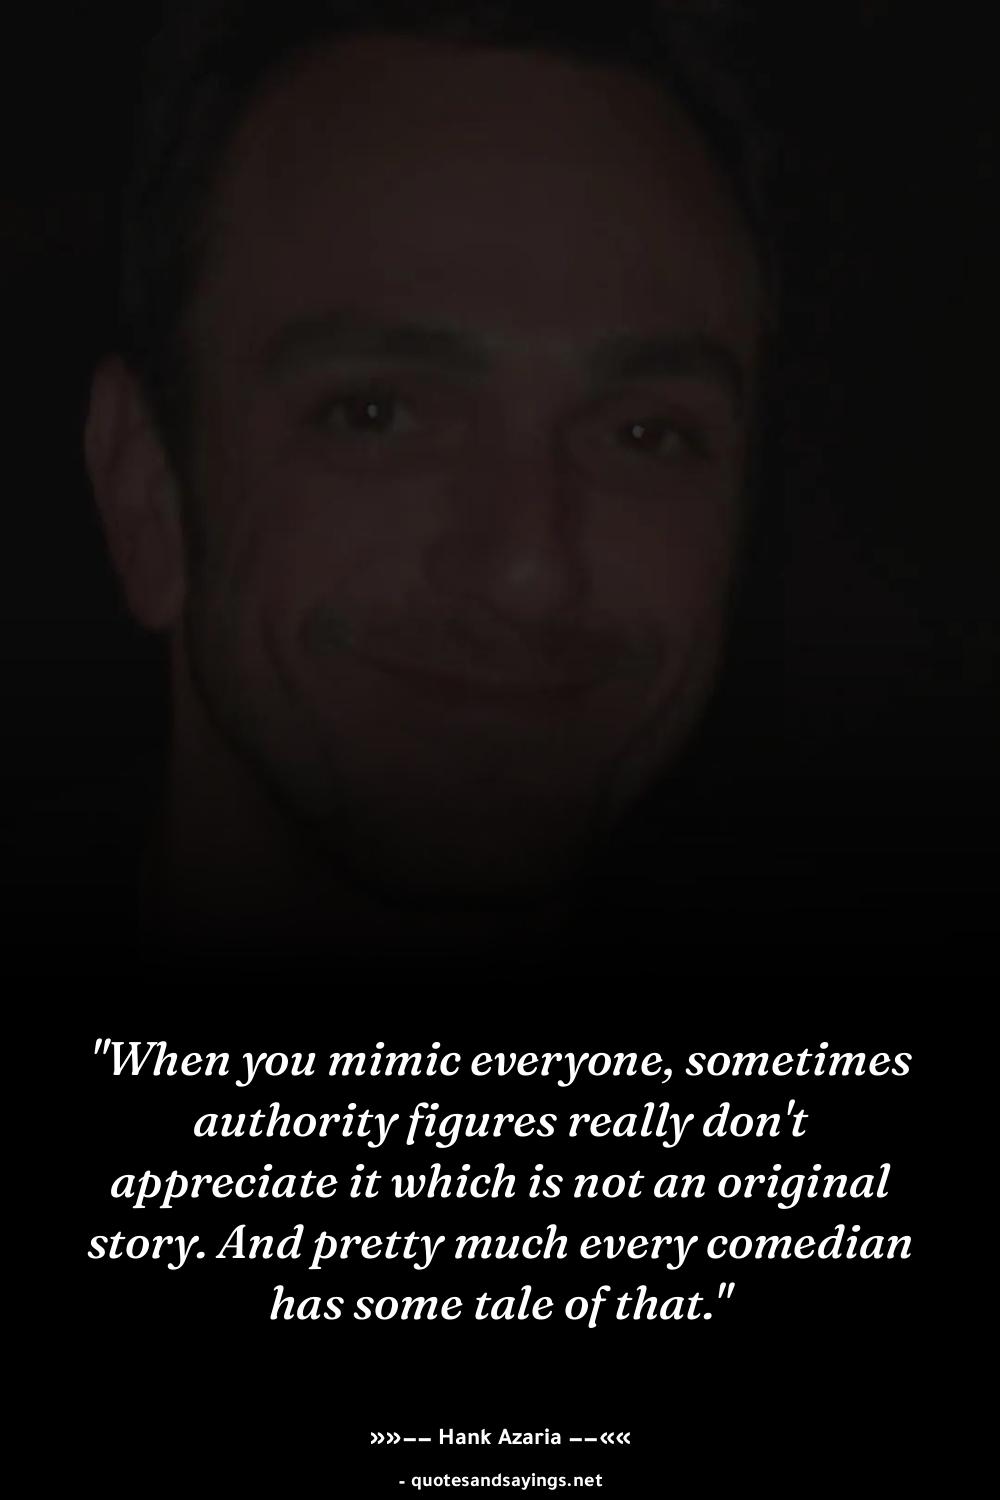 "When you mimic everyone, sometimes
authority figures really don't
appreciate it which is not an original
story. And pretty much every comedian
has some tale of that."
»»−− Hank Azaria −−««
- quotesandsayings.net